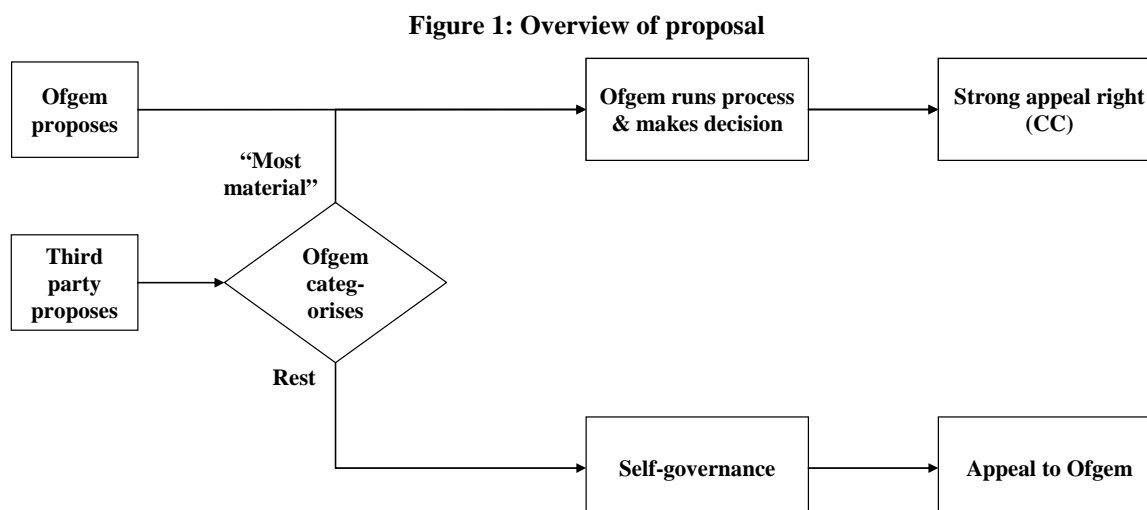 Figure 1: Overview of proposal
Ofgem
proposes
Ofgem runs process
& makes decision
Strong appeal right
(CC)
“Most
material”
Third
party
proposes
Ofgem
categ-
orises
Rest
Self-governance
Appeal to Ofgem